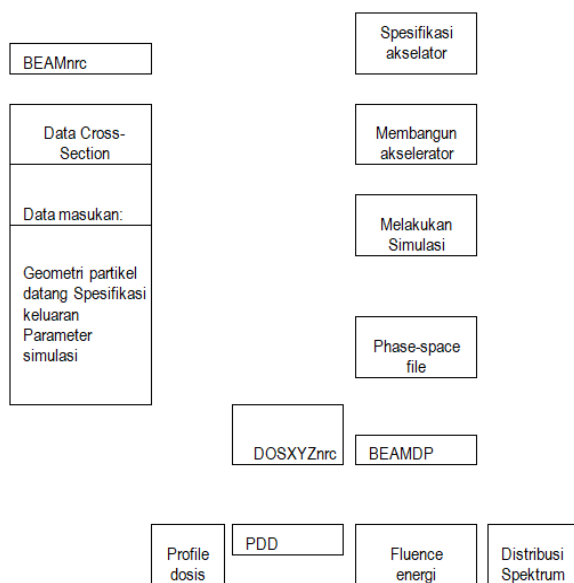 BEAMnrc
Spesifikasi
akselator
Data Cross-
Section
Membangun
akselerator
Data masukan:
Melakukan
Simulasi
Geometri partikel
datang Spesifikasi
keluaran
Parameter
simulasi
Phase-space
file
DOSXYZnrc
BEAMDP
Profile
dosis
PDD
Fluence
energi
Distribusi
Spektrum